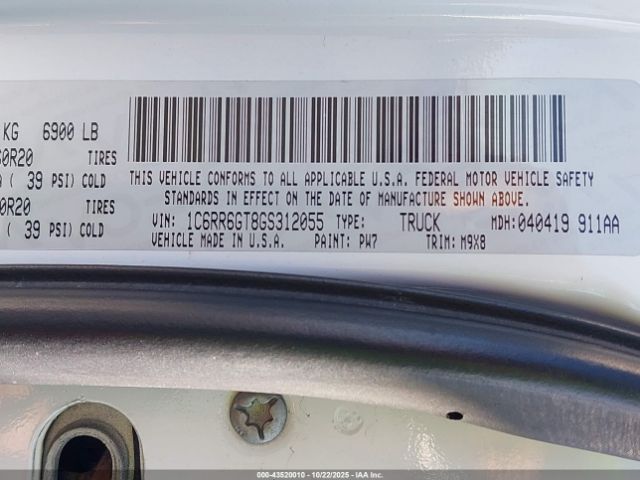 KG 6900 LB
0R20 TIRES
( 39 PSI) COLD
0R20 TIRES
( 39 PSI) COLD
THIS VEHICLE CONFORMS TO ALL APPLICABLE U.S.A. FEDERAL MOTOR VEHICLE SAFETY
STANDARDS IN EFFECT ON THE DATE OF MANUFACTURE SHOWN ABOVE.
VIN: 1C6RR6GT8GS312055 TYPE: TRUCK MDH: 040419 911AA
VEHICLE MADE IN U.S.A. PAINT: PW7 TRIM: M9X8
000-43520010 10/22/2025 Copyright © IAA